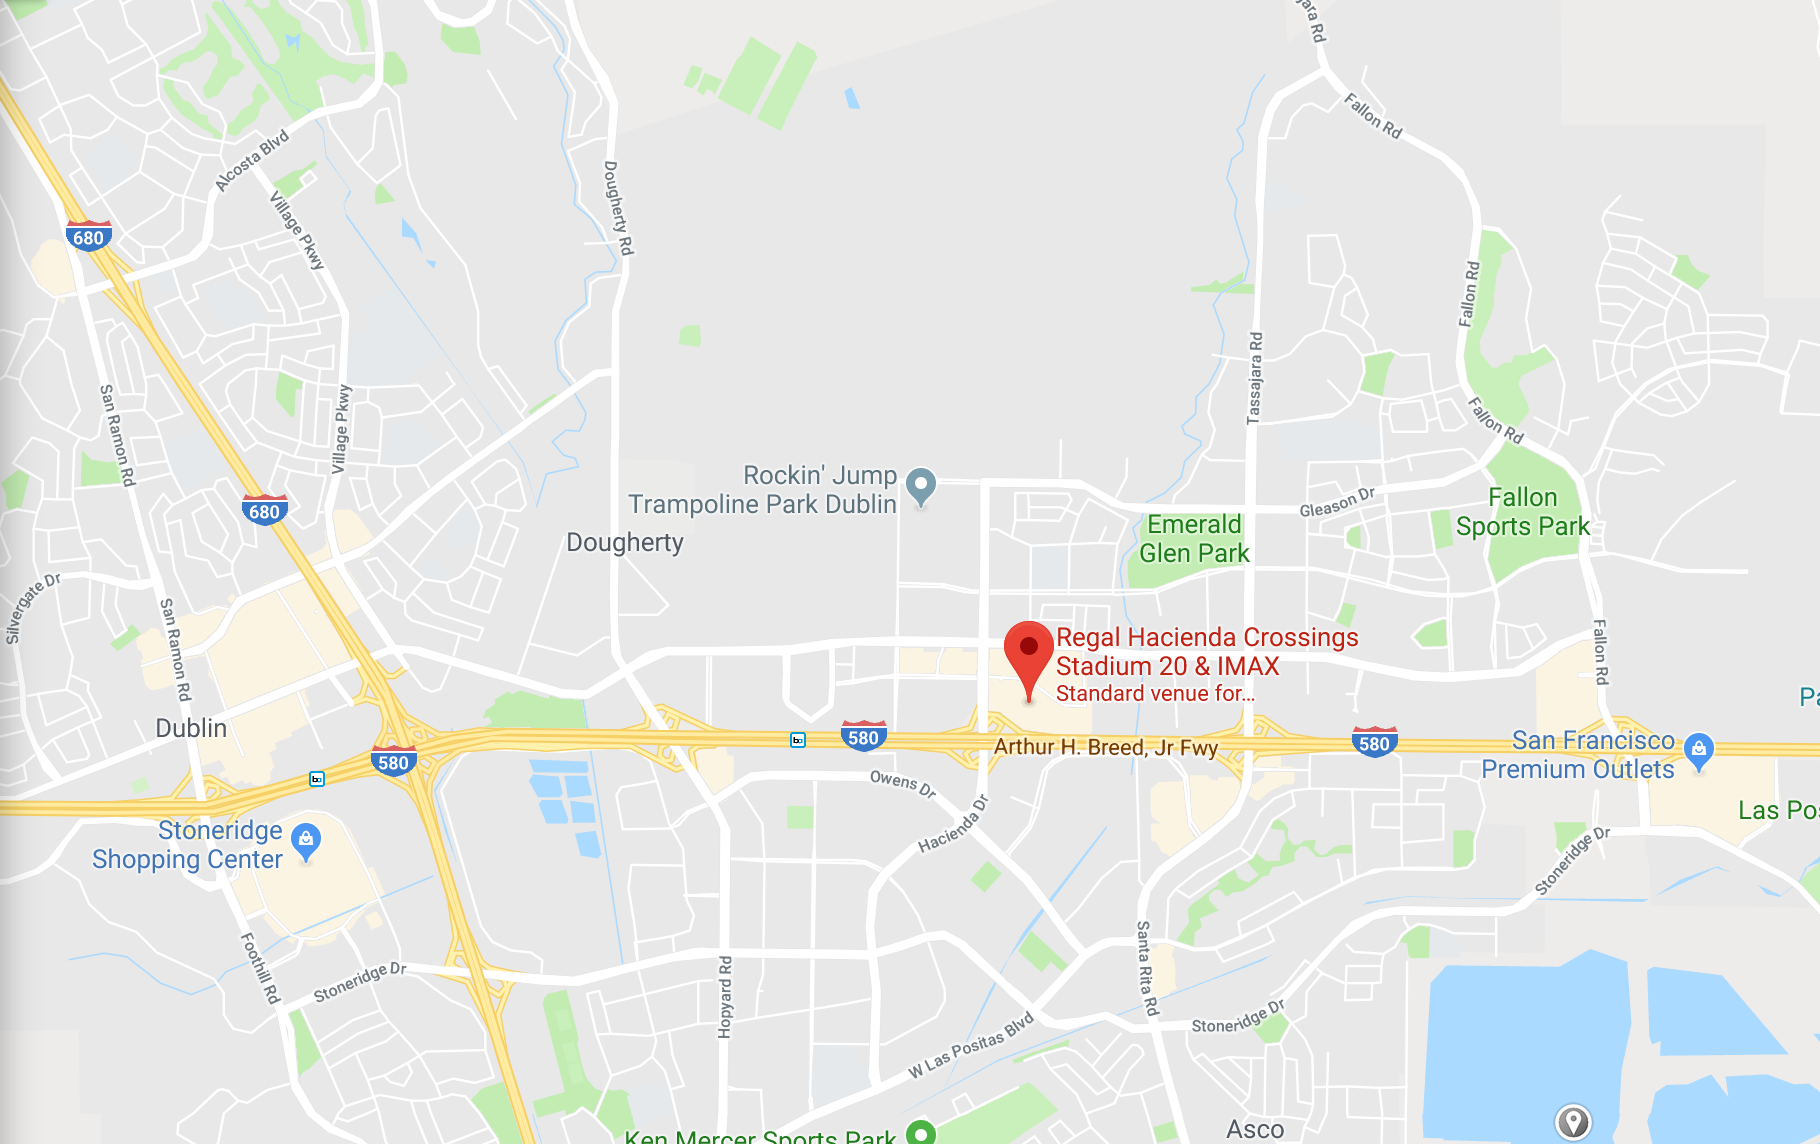 jara Rd
Fallon Rd
Alcosta Blvd
Village Pkwy
Dougherty Rd
680
Fallon Rd
Tassajara Rd
San Ramon Rd
Village Pkwy
Fallon Rd
680
Rockin' Jump
Trampoline Park Dublin
Gleason Dr
Fallon
Sports Park
Emerald
Glen Park
Dougherty
Silvergate Dr
San Ramon Rd
Regal Hacienda Crossings
Stadium 20 & IMAX
Standard venue for...
Fallon Rd
Pa
Dublin
580
580
580
Arthur H. Breed, Jr Fwy
San Francisco
Premium Outlets
Owens Dr
Hacienda Dr
Las Pos
Stoneridge
Shopping Center
Stoneridge Dr
Foothill Rd
Stoneridge Dr
Hopyard Rd
Santa Rita Rd
Stoneridge Dr
W Las Positas Blvd
Asco
Ken Mercer Sports Park